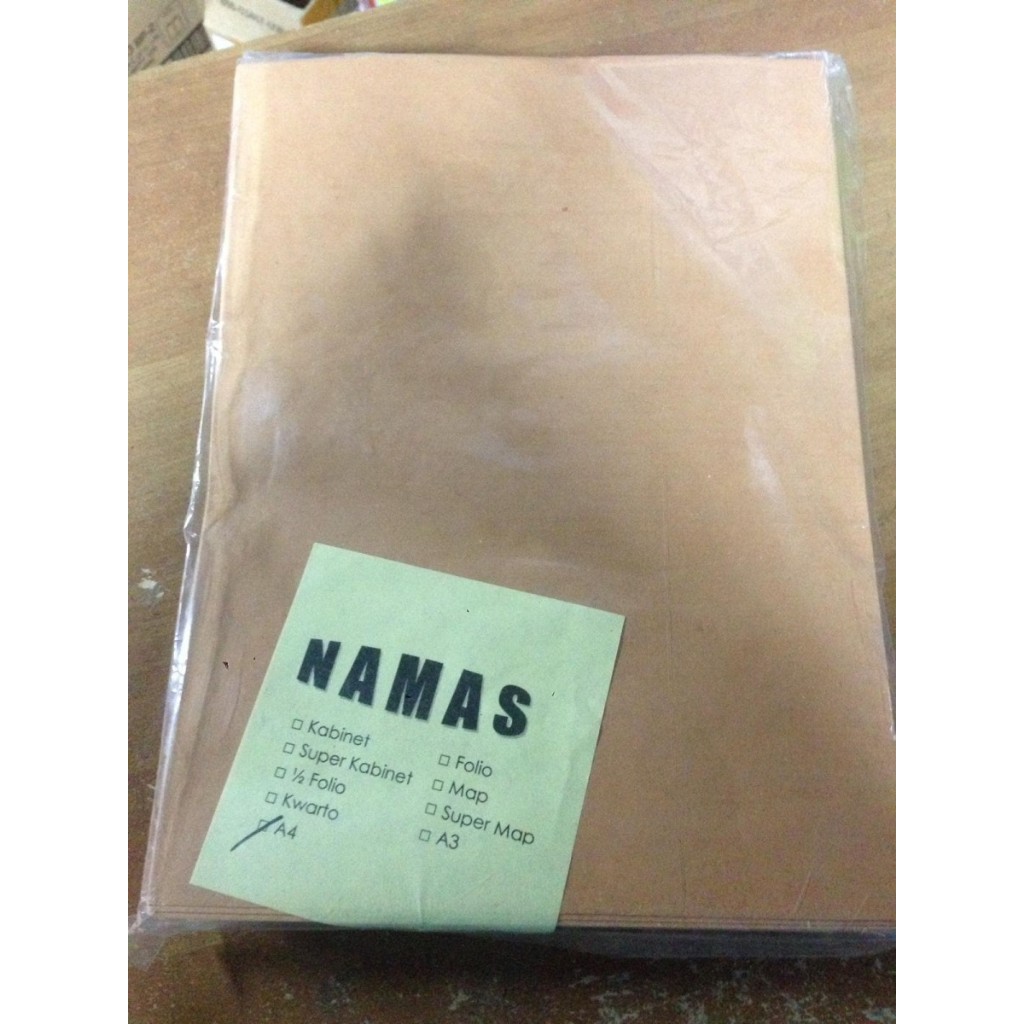 NAMAS
□ Kabinet
□ Super Kabinet
□ ½ Folio
□ Kwarto
□ A4
□ Folio
□ Map
□ Super Map
□ A3